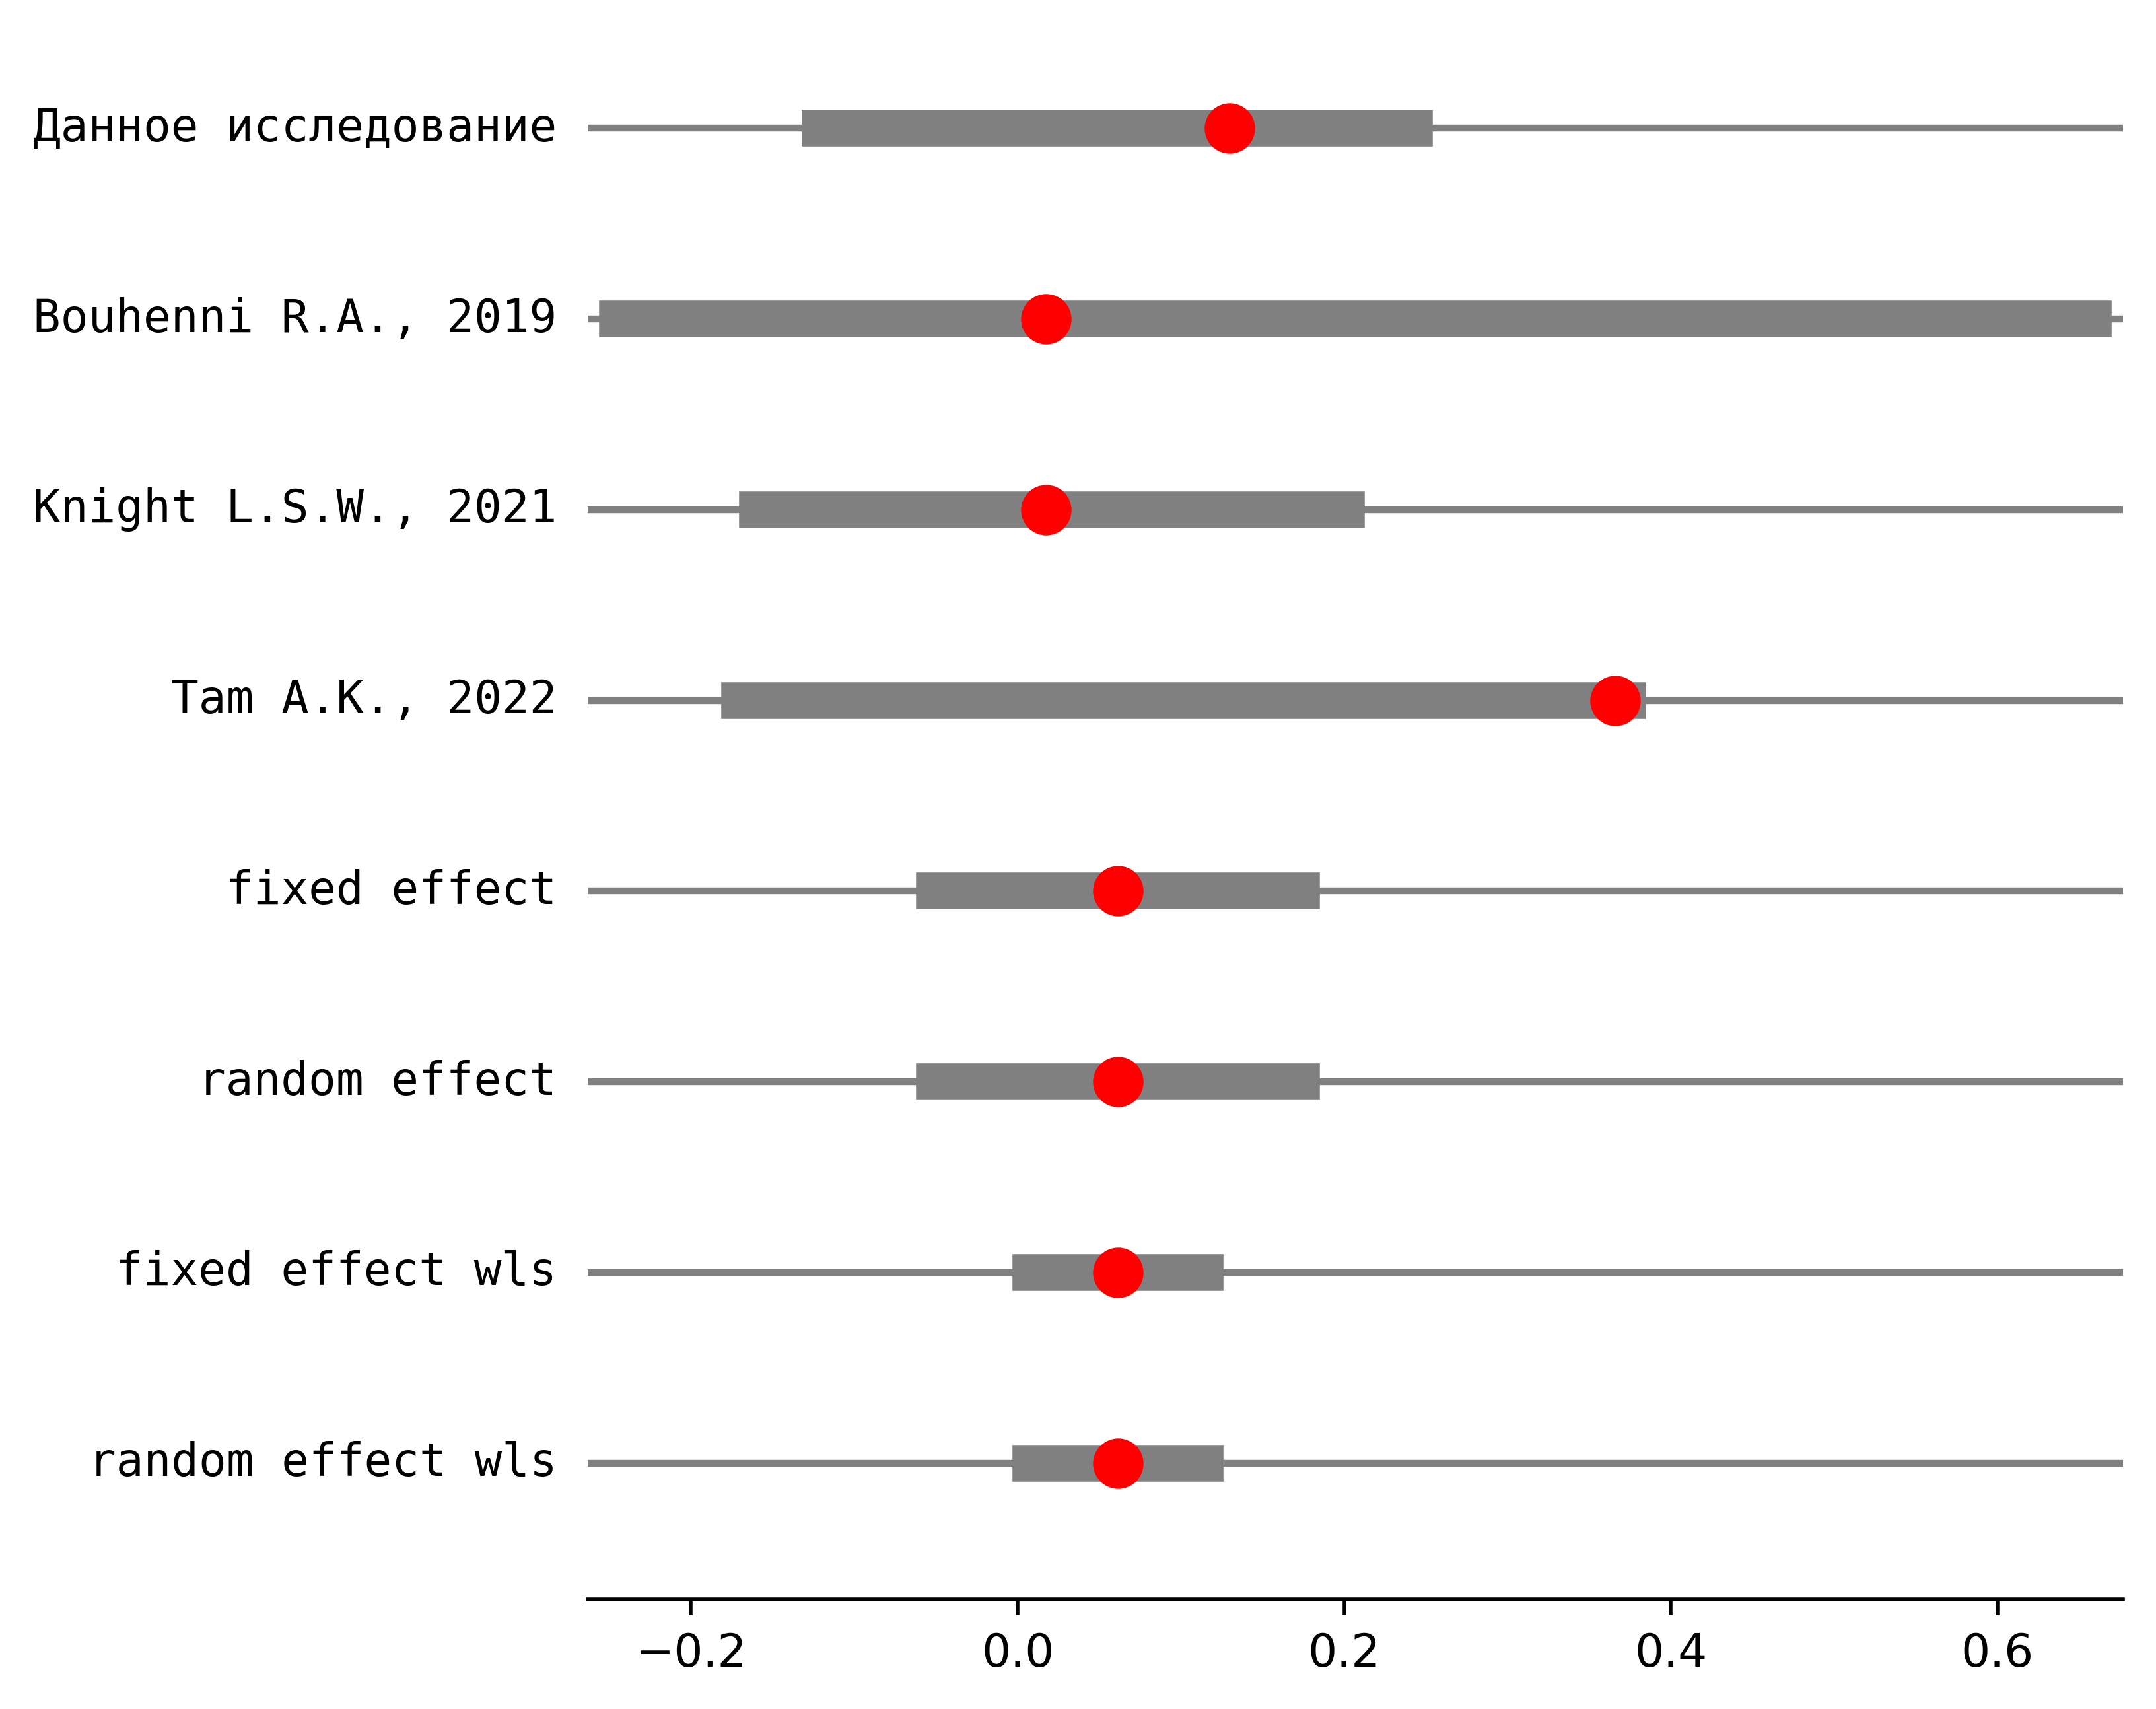 Данное исследование
Bouhenni R.A., 2019
Knight L.S.W., 2021
Tam A.K., 2022
fixed effect
random effect
fixed effect wls
random effect wls
−0.2 0.0 0.2 0.4 0.6